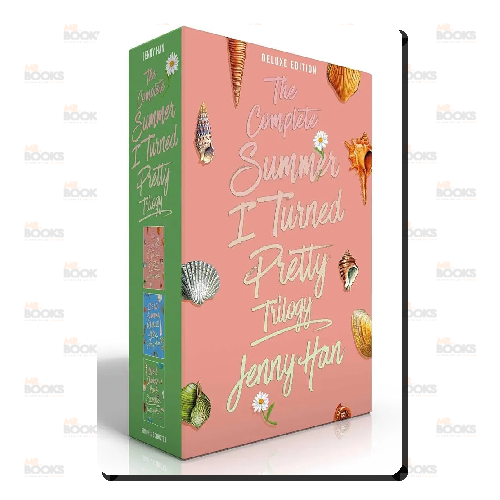 JENNY HAN
The
Complete
Summer
I Turned
Pretty
Trilogy
DELUXE EDITION
The
Complete
Summer
I Turned
Pretty
Trilogy
Jenny Han
MR
BOOKS